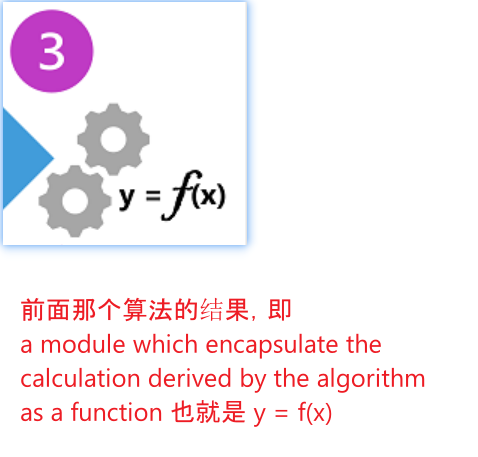 3
y = f(x)
前面那个算法的结果, 即
a module which encapsulate the
calculation derived by the algorithm
as a function 也就是 y = f(x)